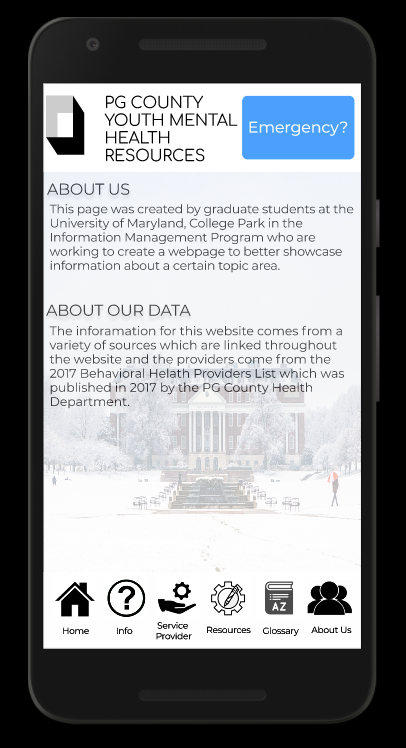 PG COUNTY
YOUTH MENTAL
HEALTH
RESOURCES
Emergency?
ABOUT US
This page was created by graduate students at the
University of Maryland, College Park in the
Information Management Program who are
working to create a webpage to better showcase
information about a certain topic area.
ABOUT OUR DATA
The inforamation for this website comes from a
variety of sources which are linked throughout
the website and the providers come from the
2017 Behavioral Helath Providers List which was
published in 2017 by the PG County Health
Department.
AZ
Home
Info
Service
Provider
Resources
Glossary
About Us